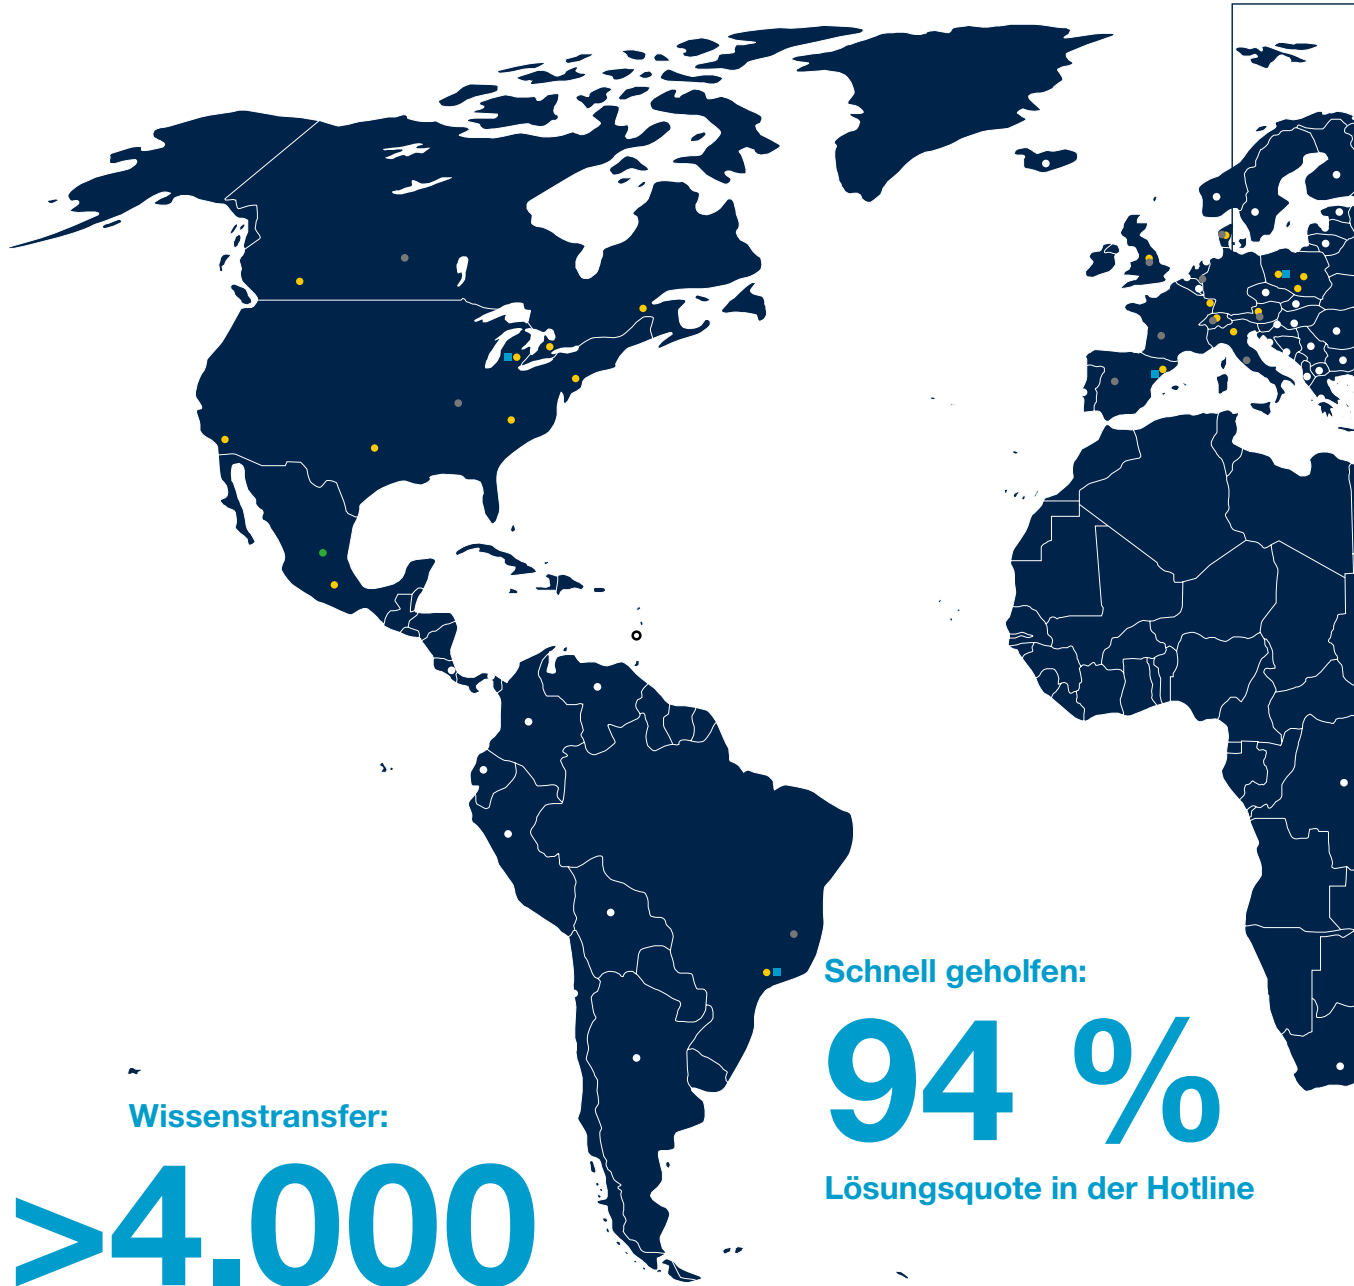 Schnell geholfen:
94 %
Lösungsquote in der Hotline
Wissenstransfer:
>4.000